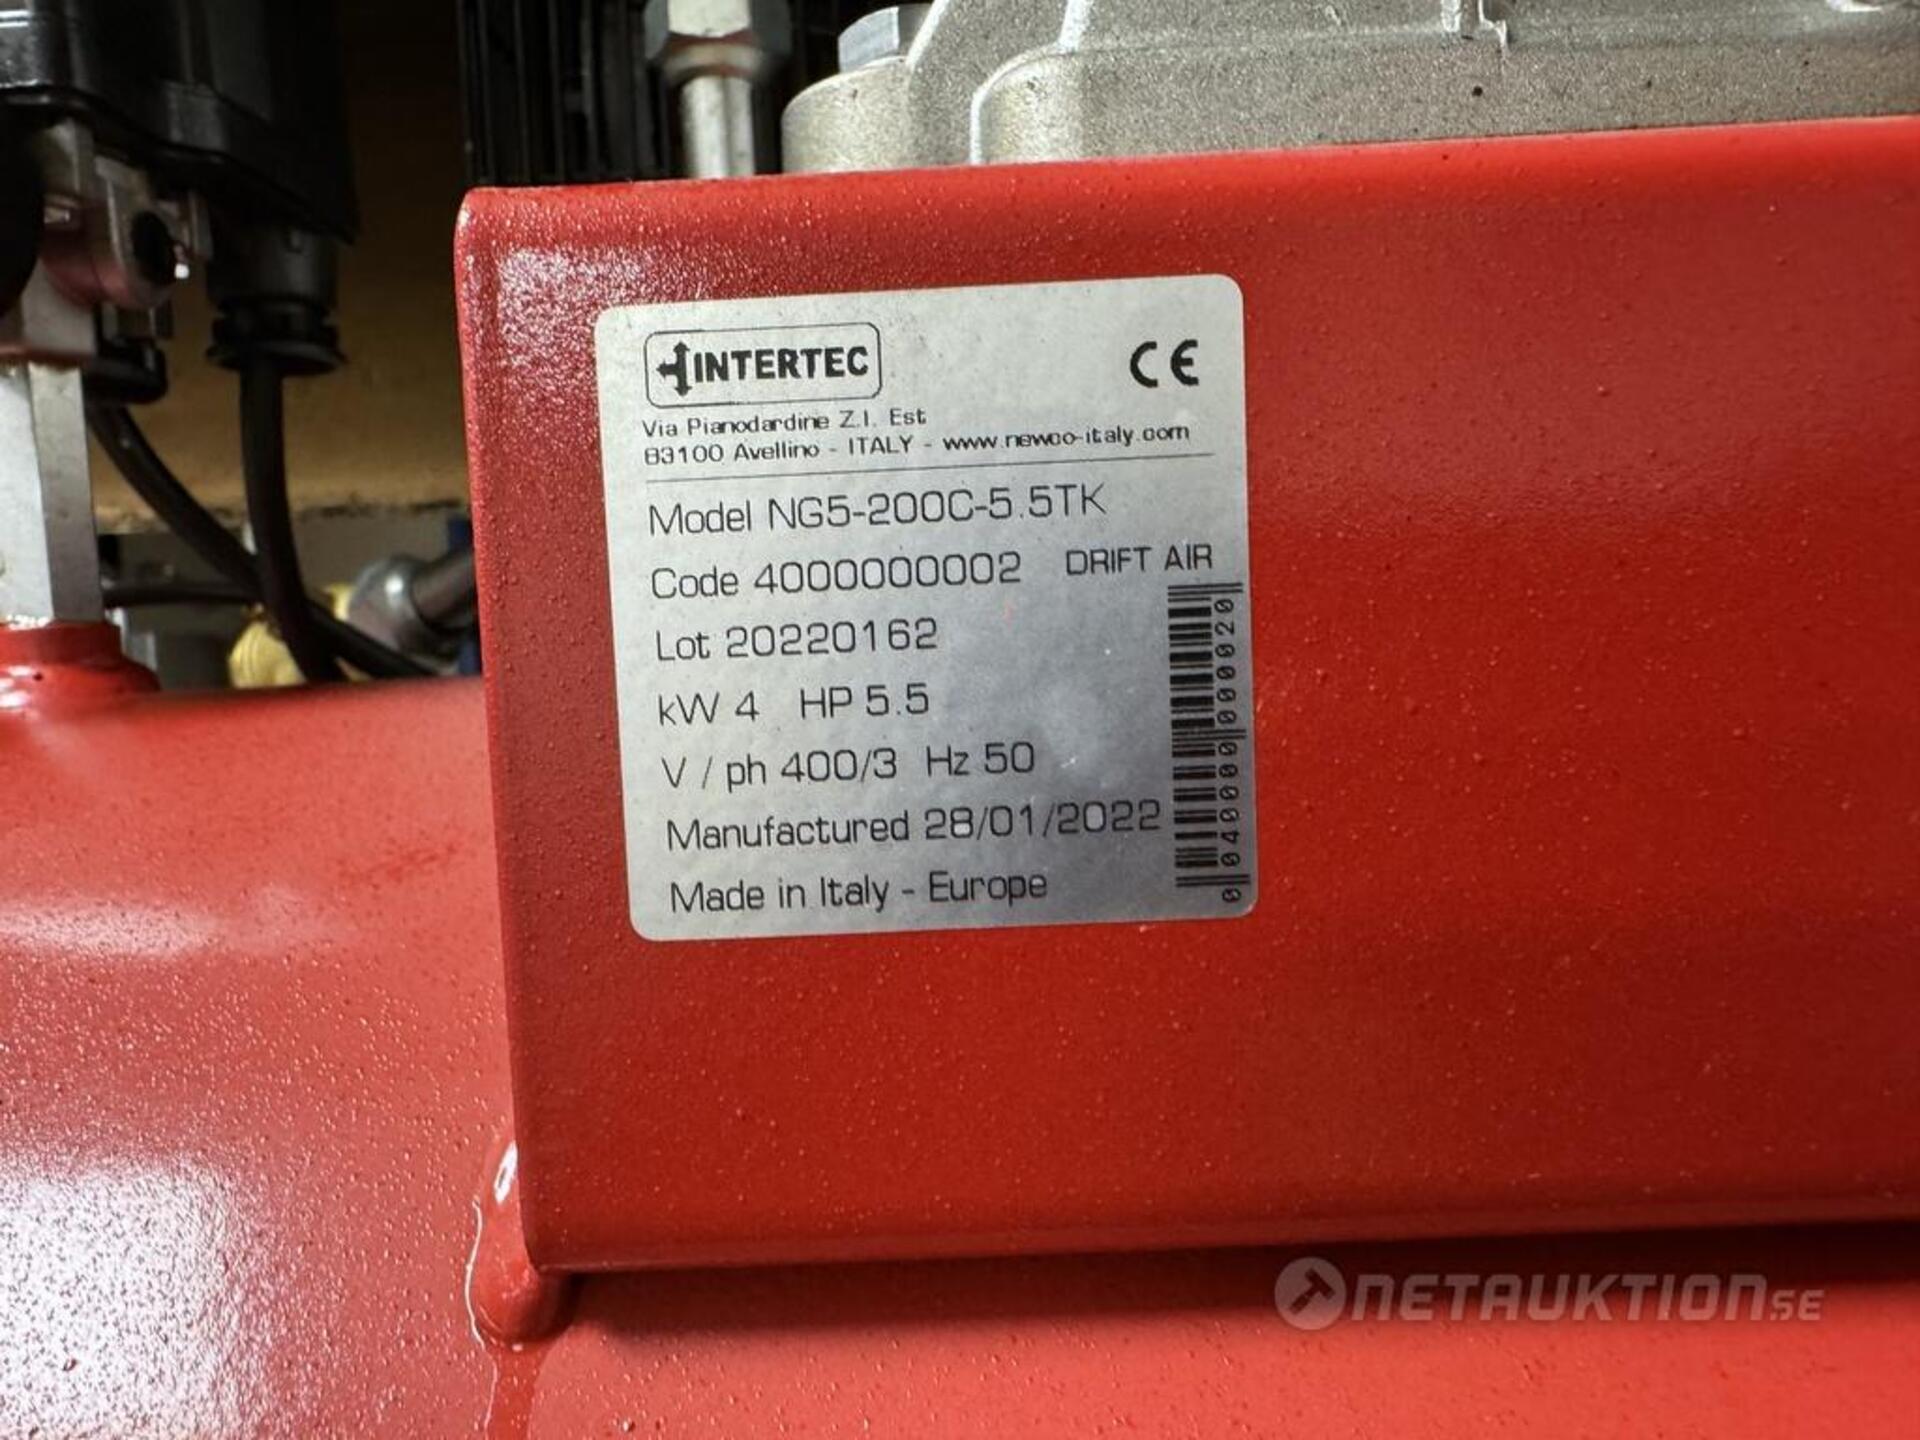 INTERTEC
CE
Via Pianodardine Z.I. Est
83100 Avellino - ITALY - www.newco-italy.com
Model NG5-200C-5.5TK
Code 4000000002 DRIFT AIR
Lot 20220162
kW 4 HP 5.5
V / ph 400/3 Hz 50
Manufactured 28/01/2022
Made in Italy - Europe
NETAUKTION.SE